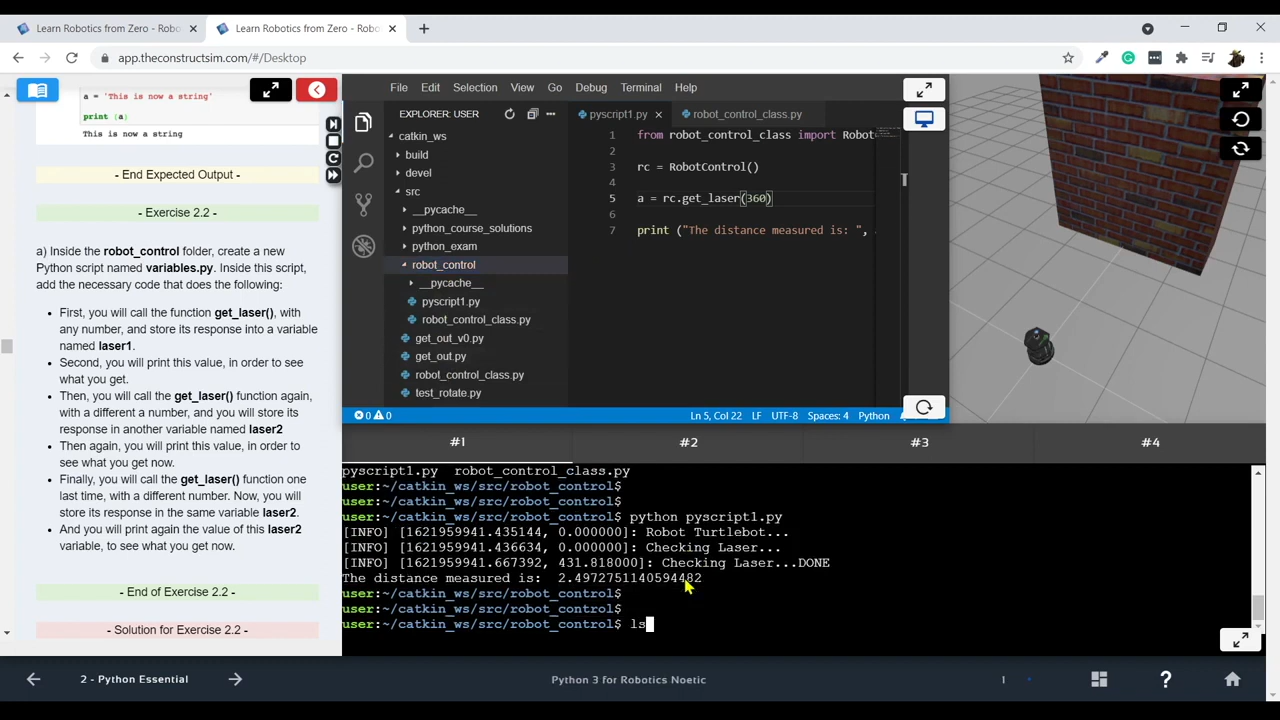 Learn Robotics from Zero - Robo
Learn Robotics from Zero - Robo
app.theconstructsim.com/#/Desktop
a = 'This is now a string'
print (a)
This is now a string
- End Expected Output -
- Exercise 2.2 -
a) Inside the robot_control folder, create a new
Python script named variables.py. Inside this script,
add the necessary code that does the following:
• First, you will call the function get_laser(), with
any number, and store its response into a variable
named laser1.
• Second, you will print this value, in order to see
what you get.
• Then, you will call the get_laser() function again,
with a different a number, and you will store its
response in another variable named laser2
• Then again, you will print this value, in order to
see what you get now.
• Finally, you will call the get_laser() function one
last time, with a different number. Now, you will
store its response in the same variable laser2.
• And you will print again the value of this laser2
variable, to see what you get now.
- End of Exercise 2.2 -
- Solution for Exercise 2.2 -
File Edit Selection View Go Debug Terminal Help
EXPLORER: USER
catkin_ws
build
devel
src
__pycache__
python_course_solutions
python_exam
robot_control
__pycache__
pyscript1.py
robot_control_class.py
get_out_v0.py
get_out.py
robot_control_class.py
test_rotate.py
pyscript1.py
robot_control_class.py
1 from robot_control_class import Robot
2
3 rc = RobotControl()
4
5 a = rc.get_laser(360)
6
7 print ("The distance measured is: ",
0 0
Ln 5, Col 22 LF UTF-8 Spaces: 4 Python
#1 #2 #3 #4
pyscript1.py robot_control_class.py
user:~/catkin_ws/src/robot_control$
user:~/catkin_ws/src/robot_control$
user:~/catkin_ws/src/robot_control$ python pyscript1.py
[INFO] [1621959941.435144, 0.000000]: Robot Turtlebot...
[INFO] [1621959941.436634, 0.000000]: Checking Laser...
[INFO] [1621959941.667392, 431.818000]: Checking Laser...DONE
The distance measured is: 2.4972751140594482
user:~/catkin_ws/src/robot_control$
user:~/catkin_ws/src/robot_control$
user:~/catkin_ws/src/robot_control$ ls
2 - Python Essential
Python 3 for Robotics Noetic
1
?